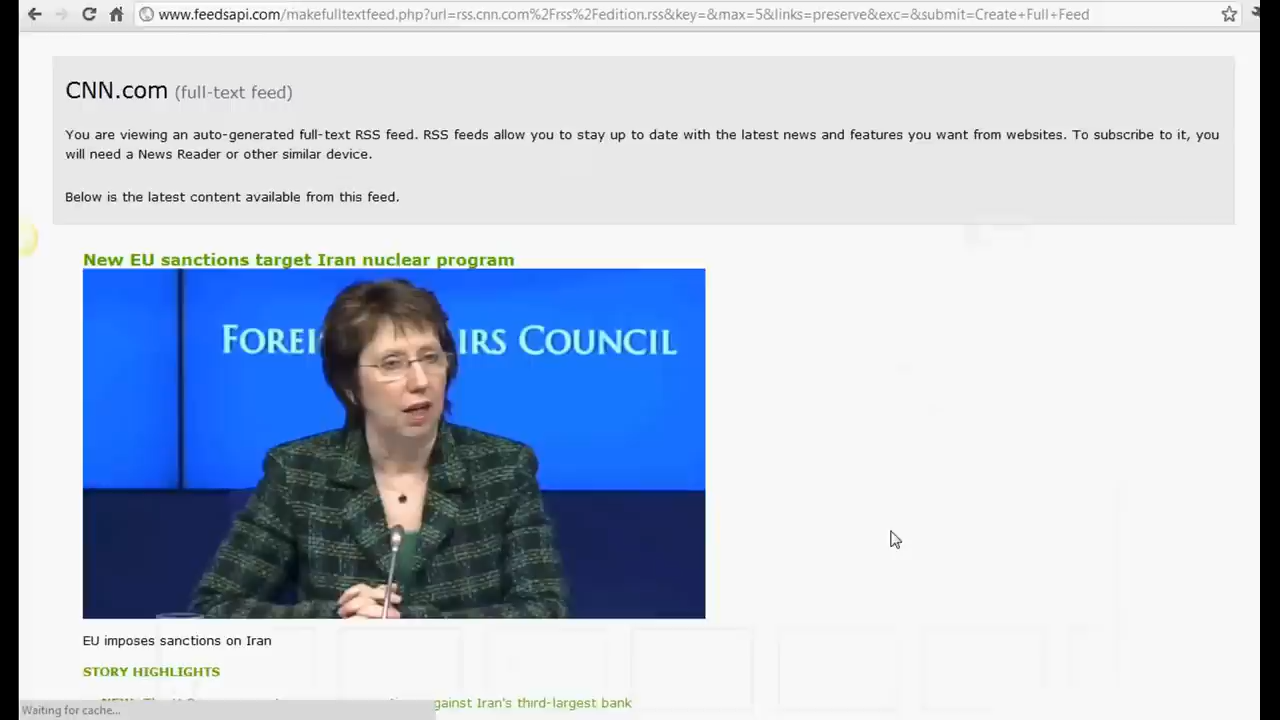 www.feedsapi.com/makefulltextfeed.php?url=rss.cnn.com%2Frss%2Fedition.rss&key=&max=5&links=preserve&exc=&submit=Create+Full+Feed
CNN.com (full-text feed)
You are viewing an auto-generated full-text RSS feed. RSS feeds allow you to stay up to date with the latest news and features you want from websites. To subscribe to it, you
will need a News Reader or other similar device.
Below is the latest content available from this feed.
New EU sanctions target Iran nuclear program
FOREI IRS COUNCIL
EU imposes sanctions on Iran
STORY HIGHLIGHTS
gainst Iran's third-largest bank
Waiting for cache...